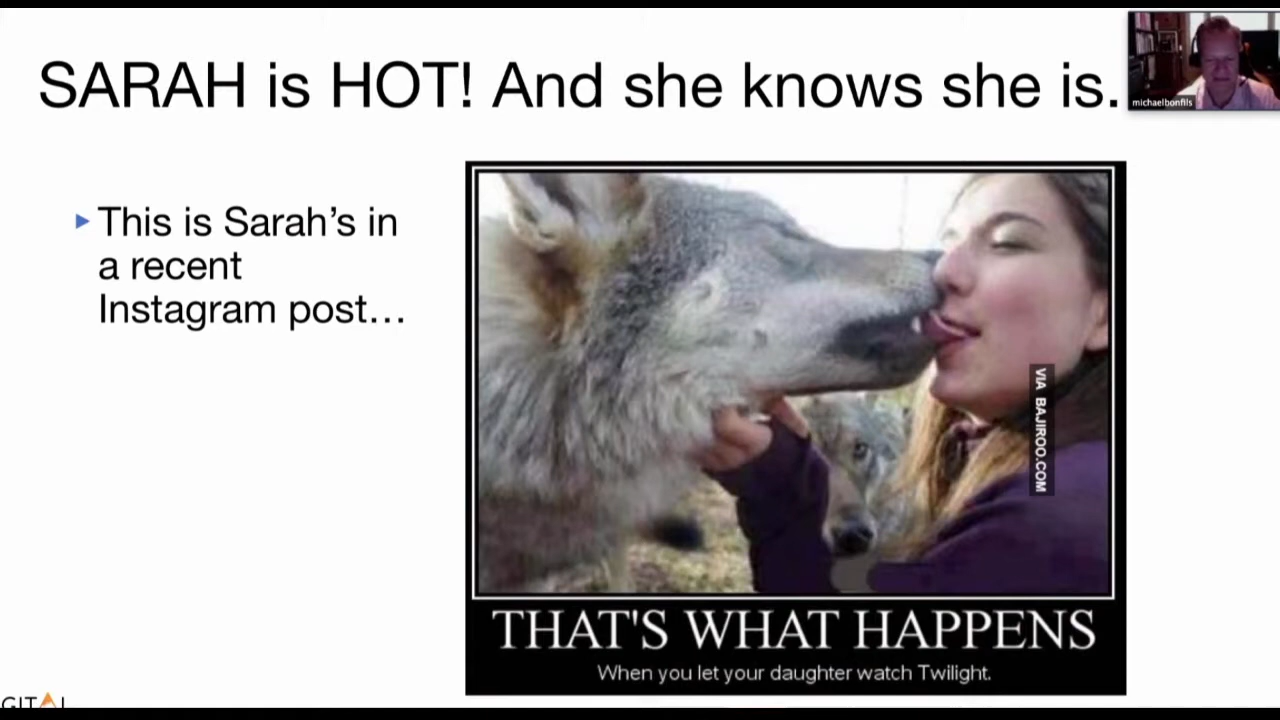 SARAH is HOT! And she knows she is.
michaelbonfils
This is Sarah's in
a recent
Instagram post...
VIA BAJIROO.COM
THAT'S WHAT HAPPENS
When you let your daughter watch Twilight.